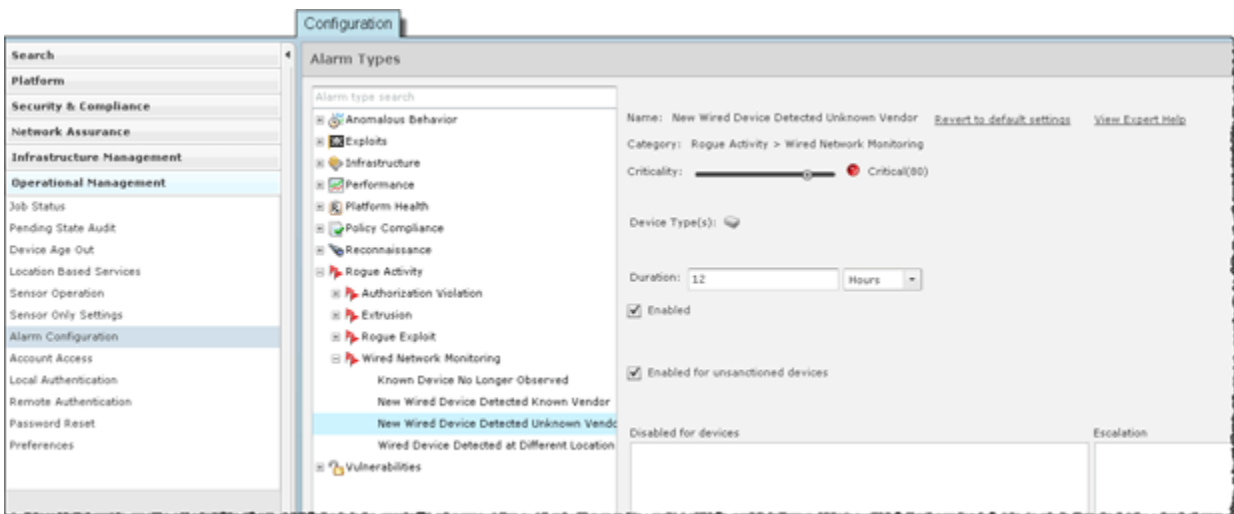 Configuration
Search
Platform
Security & Compliance
Network Assurance
Infrastructure Management
Operational Management
Job Status
Pending State Audit
Device Age Out
Location Based Services
Sensor Operation
Sensor Only Settings
Alarm Configuration
Account Access
Local Authentication
Remote Authentication
Password Reset
Preferences
Alarm Types
Alarm type search
Anomalous Behavior
Exploits
Infrastructure
Performance
Platform Health
Policy Compliance
Reconnaissance
Rogue Activity
Authorization Violation
Extrusion
Rogue Exploit
Wired Network Monitoring
Known Device No Longer Observed
New Wired Device Detected Known Vendor
New Wired Device Detected Unknown Vendo
Wired Device Detected at Different Location
Vulnerabilities
Name: New Wired Device Detected Unknown Vendor Revert to default settings View Expert Help
Category: Rogue Activity > Wired Network Monitoring
Criticality: Critical(80)
Device Type(s):
Duration: 12 Hours
Enabled
Enabled for unsanctioned devices
Disabled for devices Escalation